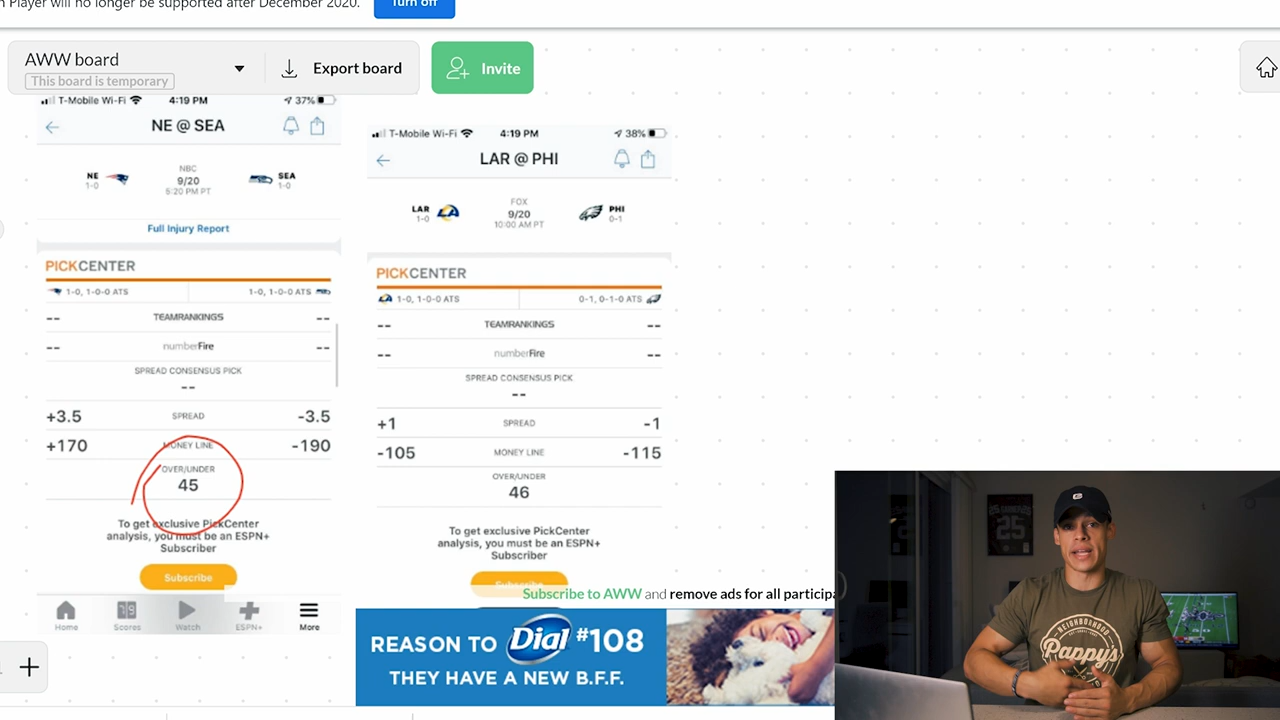 Player will no longer be supported after December 2020.
Turn off
AWW board
This board is temporary
Export board
Invite
T-Mobile Wi-Fi 4:19 PM 37%
NE @ SEA
NE
1-0
NBC
9/20
5:20 PM PT
SEA
1-0
Full Injury Report
PICKCENTER
1-0, 1-0-0 ATS 1-0, 1-0-0 ATS
-- TEAMRANKINGS --
-- numberFire --
SPREAD CONSENSUS PICK
--
+3.5 SPREAD -3.5
+170 MONEY LINE -190
OVER/UNDER
45
To get exclusive PickCenter
analysis, you must be an ESPN+
Subscriber
Subscribe
Home Scores Watch ESPN+ More
T-Mobile Wi-Fi 4:19 PM 38%
LAR @ PHI
LAR
1-0
FOX
9/20
10:00 AM PT
PHI
0-1
PICKCENTER
1-0, 1-0-0 ATS 0-1, 0-1-0 ATS
-- TEAMRANKINGS --
-- numberFire --
SPREAD CONSENSUS PICK
--
+1 SPREAD -1
-105 MONEY LINE -115
OVER/UNDER
46
To get exclusive PickCenter
analysis, you must be an ESPN+
Subscriber
Subscribe
Subscribe to AWW and remove ads for all participa
REASON TO Dial #108
THEY HAVE A NEW B.F.F.
25
NEIGHBORHOOD
Pappy's